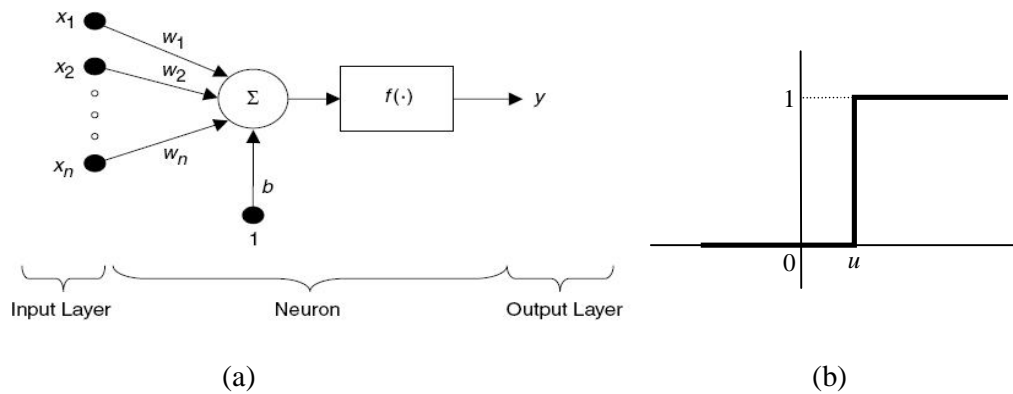 x1
w1
x2
w2
Σ
f(·)
y
xn
wn
b
1
Input Layer
Neuron
Output Layer
(a)
1
0
u
(b)